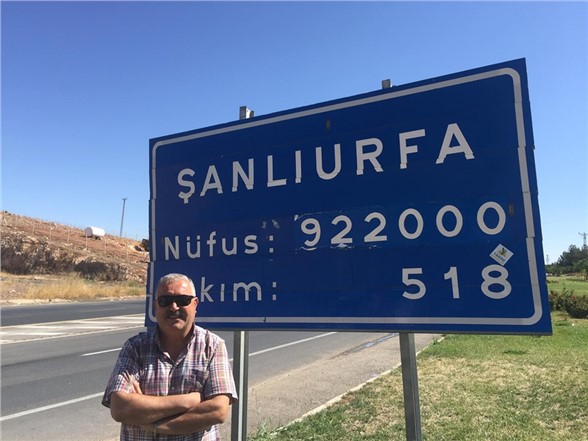 ŞANLIURFA
Nüfus: 922000
kım: 518